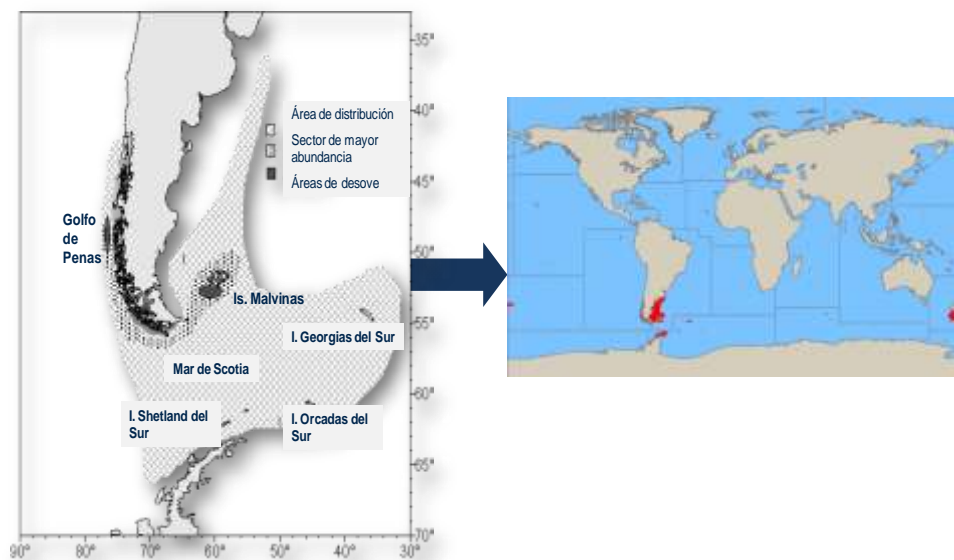 35°
40°
Área de distribución
Sector de mayor
abundancia
Áreas de desove
45°
Golfo
de
Penas
50°
Is. Malvinas
55°
I. Georgias del Sur
Mar de Scotia
60°
I. Shetland del
Sur
I. Orcadas del
Sur
65°
70°
90° 80° 70° 60° 50° 40° 30°